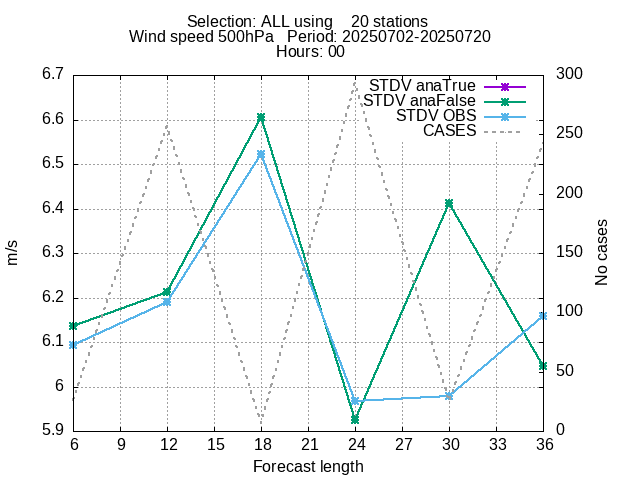 Selection: ALL using    20 stations
Wind speed 500hPa   Period: 20250702-20250720
Hours: 00
6.7
6.6
6.5
6.4
6.3
6.2
6.1
6
5.9
m/s
STDV anaTrue
STDV anaFalse
STDV OBS
CASES
300
250
200
150
100
50
0
No cases
6 9 12 15 18 21 24 27 30 33 36
Forecast length